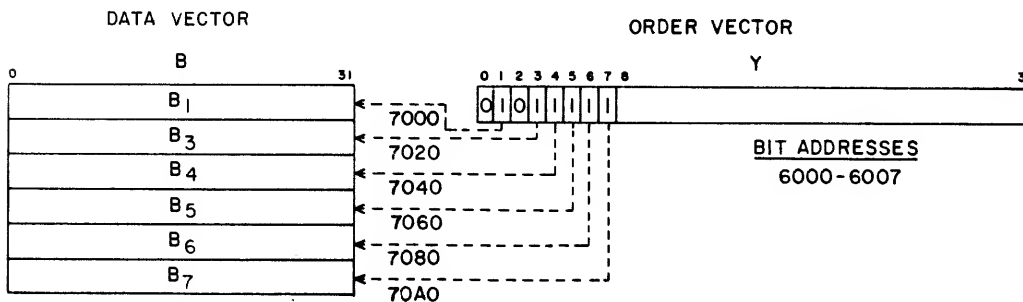 DATA VECTOR
B
0 31
B1
B3
B4
B5
B6
B7
7000
7020
7040
7060
7080
70A0
ORDER VECTOR
Y
0 1 2 3 4 5 6 7 8 3
0 1 0 1 1 1 1 1
BIT ADDRESSES
6000-6007